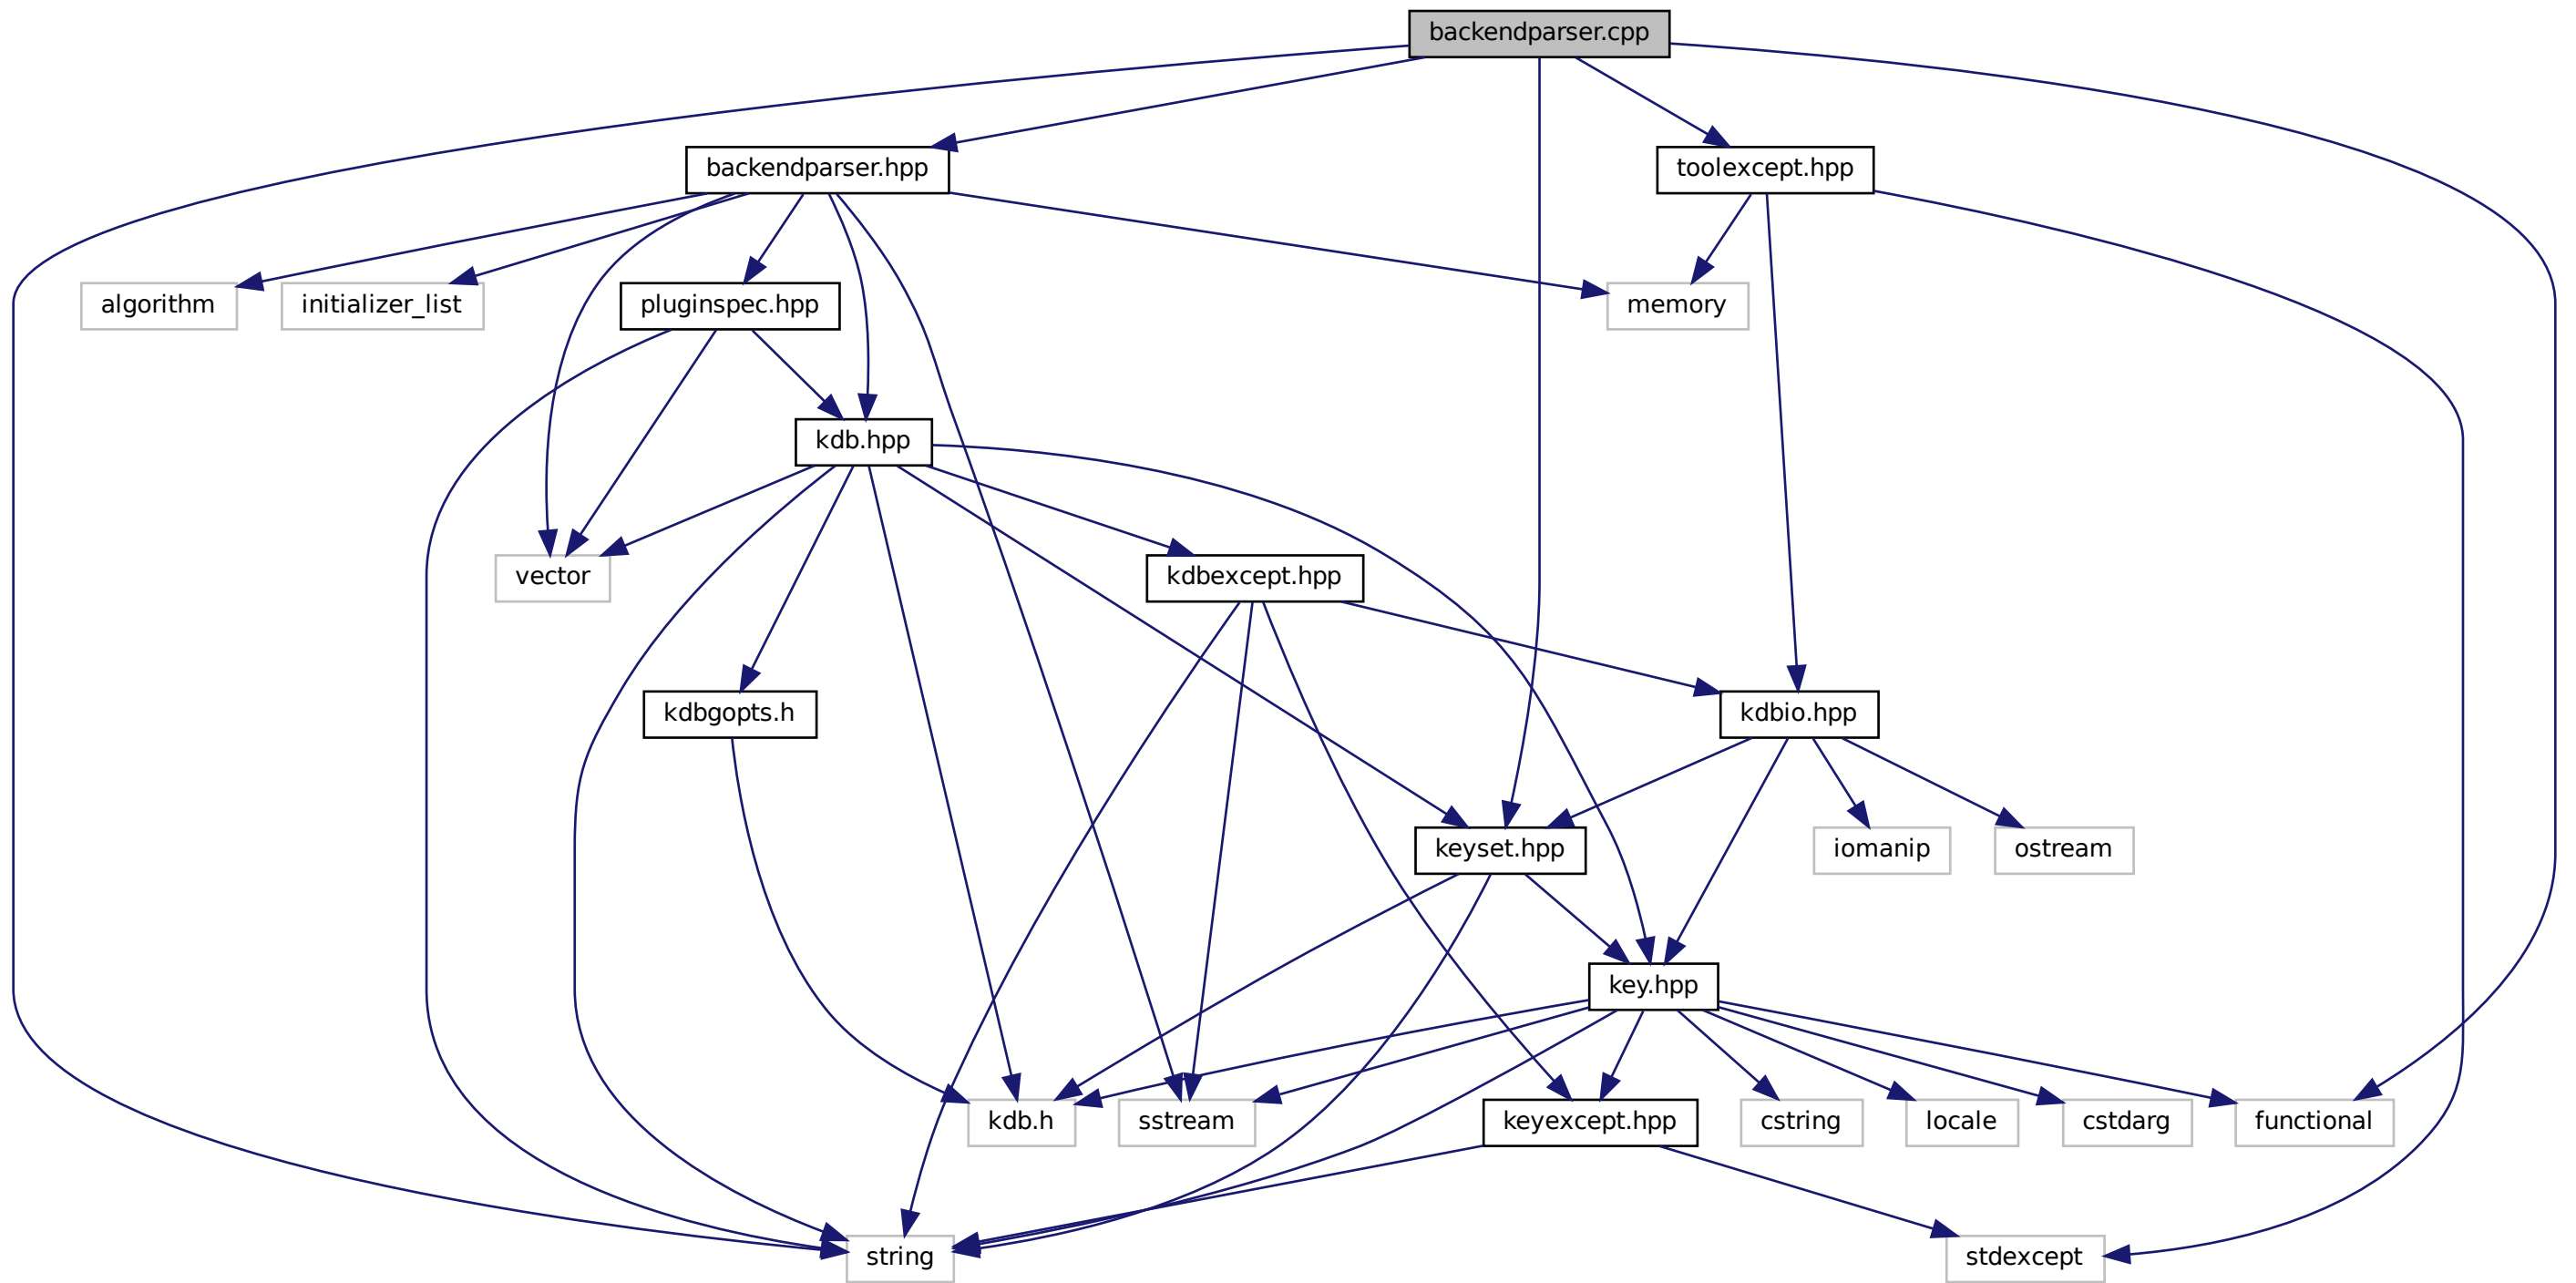 backendparser.cpp
backendparser.hpp
toolexcept.hpp
algorithm
initializer_list
pluginspec.hpp
memory
kdb.hpp
vector
kdbexcept.hpp
kdbgopts.h
kdbio.hpp
keyset.hpp
iomanip
ostream
key.hpp
kdb.h
sstream
keyexcept.hpp
cstring
locale
cstdarg
functional
string
stdexcept